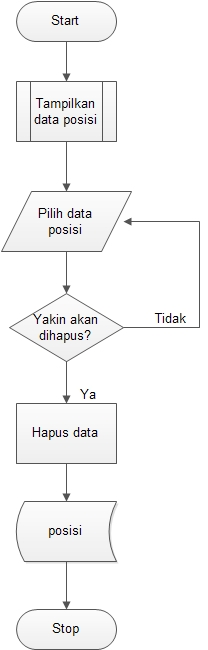 Start
Tampilkan
data posisi
Pilih data
posisi
Yakin akan
dihapus?
Tidak
Ya
Hapus data
posisi
Stop